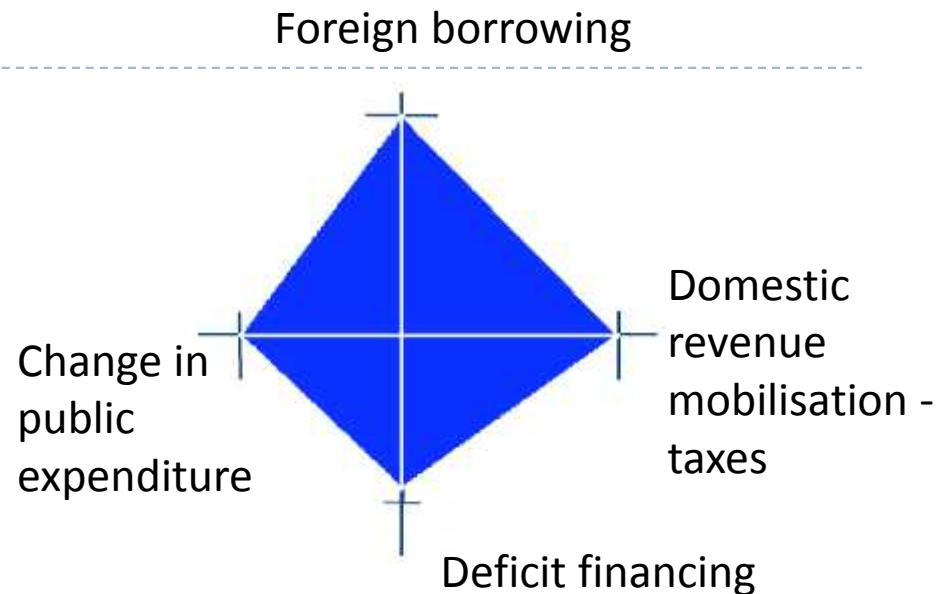 Foreign borrowing
Domestic
revenue
mobilisation -
taxes
Change in
public
expenditure
Deficit financing